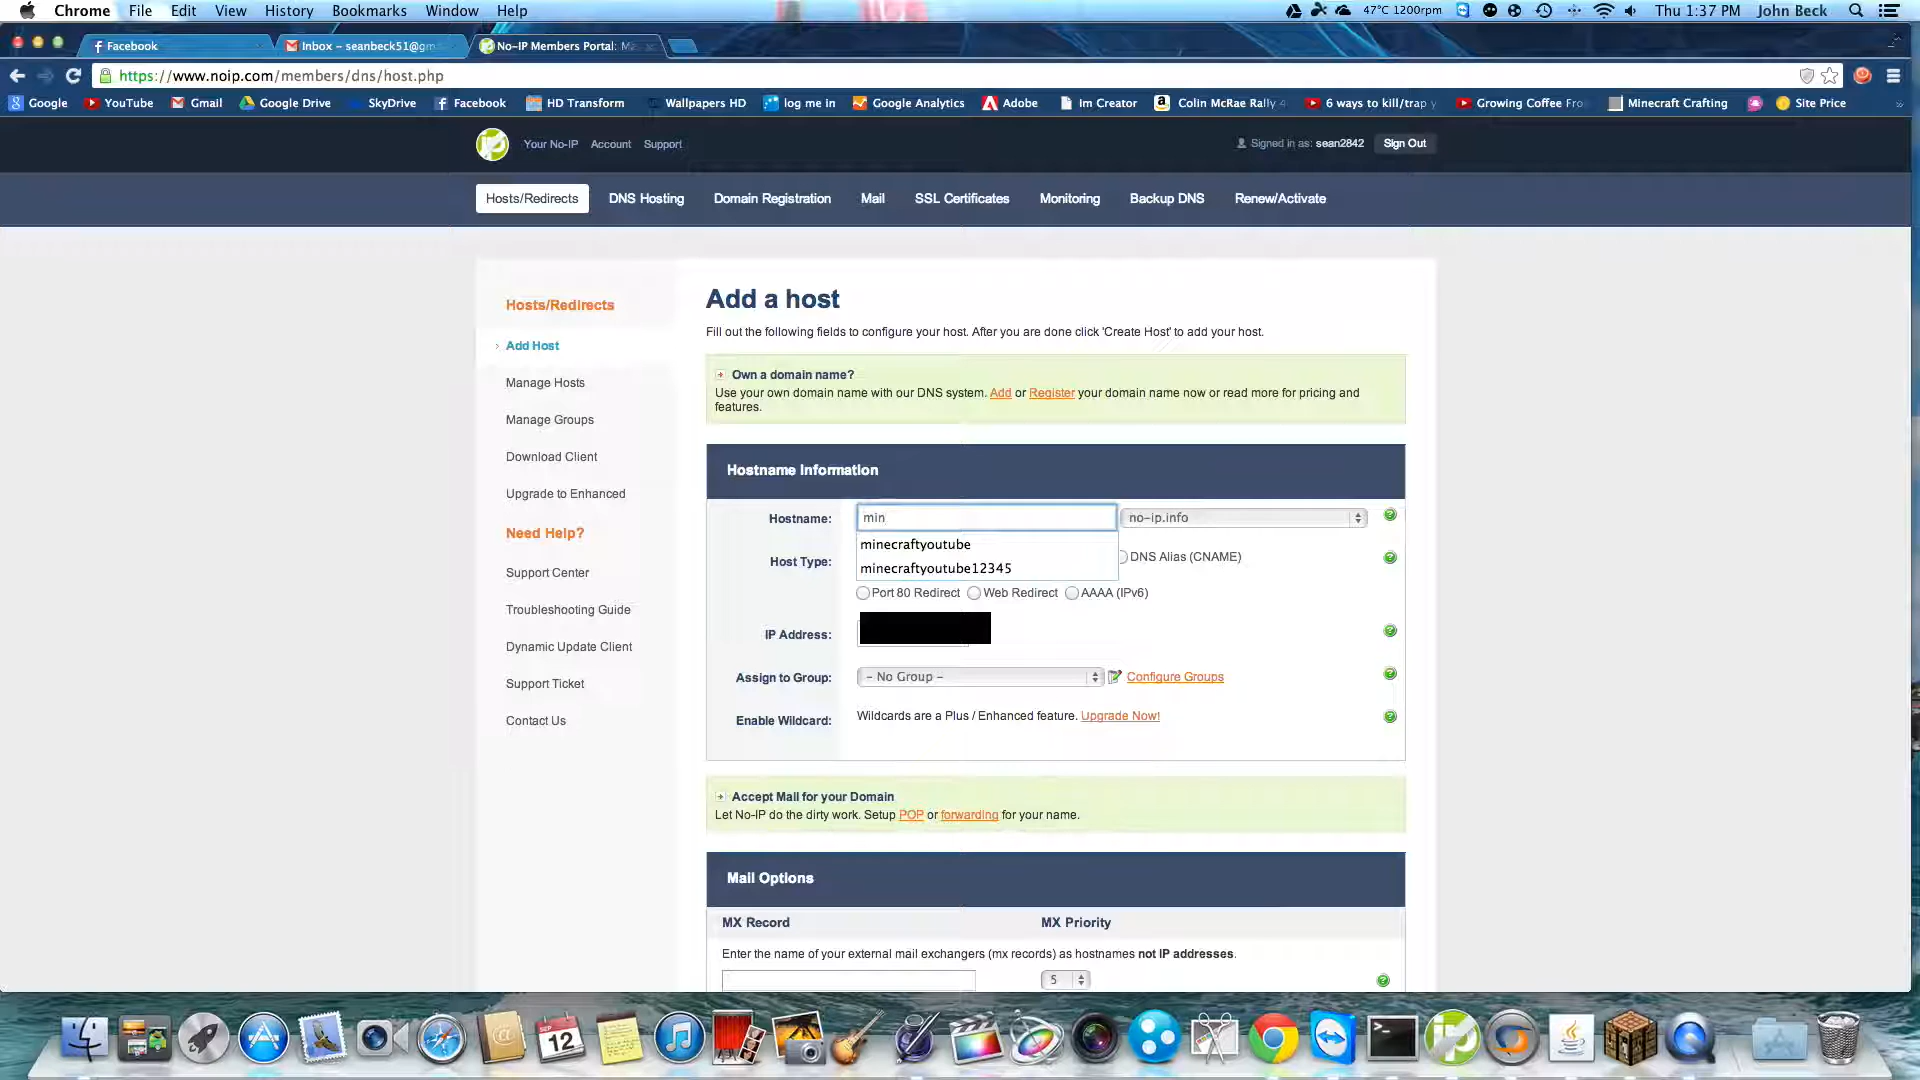 Chrome File Edit View History Bookmarks Window Help 47°C 1200rpm Thu 1:37 PM John Beck
Facebook Inbox – seanbeck51@gm No-IP Members Portal: Ma
https://www.noip.com/members/dns/host.php
Google YouTube Gmail Google Drive SkyDrive Facebook HD Transform Wallpapers HD log me in Google Analytics Adobe Im Creator Colin McRae Rally 4 6 ways to kill/trap y Growing Coffee Fro Minecraft Crafting Site Price »
Your No-IP Account Support Signed in as: sean2842 Sign Out
Hosts/Redirects DNS Hosting Domain Registration Mail SSL Certificates Monitoring Backup DNS Renew/Activate
Hosts/Redirects
Add Host
Manage Hosts
Manage Groups
Download Client
Upgrade to Enhanced
Need Help?
Support Center
Troubleshooting Guide
Dynamic Update Client
Support Ticket
Contact Us
Add a host
Fill out the following fields to configure your host. After you are done click 'Create Host' to add your host.
Own a domain name?
Use your own domain name with our DNS system. Add or Register your domain name now or read more for pricing and
features.
Hostname Information
Hostname: min no-ip.info
minecraftyoutube
minecraftyoutube12345
Host Type: DNS Alias (CNAME)
Port 80 Redirect Web Redirect AAAA (IPv6)
IP Address:
Assign to Group: - No Group - Configure Groups
Enable Wildcard: Wildcards are a Plus / Enhanced feature. Upgrade Now!
Accept Mail for your Domain
Let No-IP do the dirty work. Setup POP or forwarding for your name.
Mail Options
MX Record MX Priority
Enter the name of your external mail exchangers (mx records) as hostnames not IP addresses.
5
SEP
12